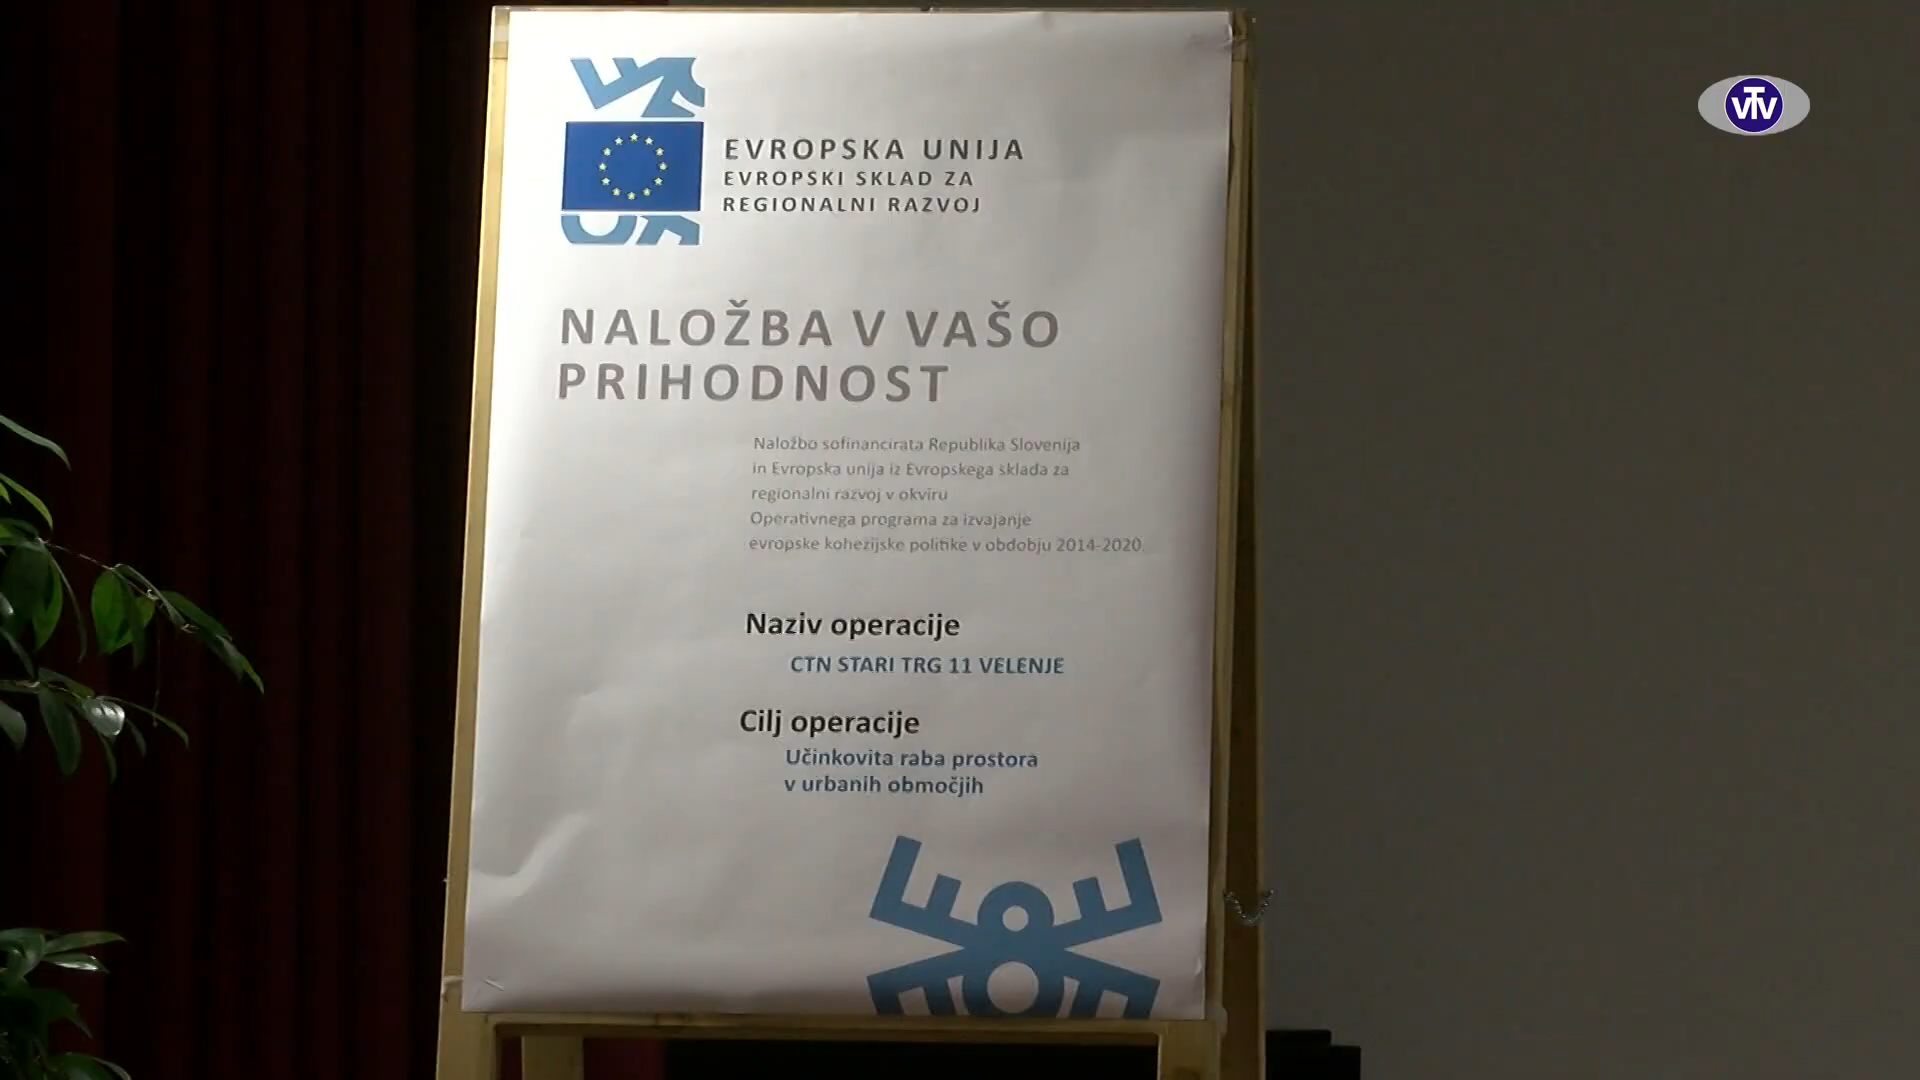 VTV
EVROPSKA UNIJA
EVROPSKI SKLAD ZA
REGIONALNI RAZVOJ
NALOŽBA V VAŠO
PRIHODNOST
Naložbo sofinancirata Republika Slovenija
in Evropska unija iz Evropskega sklada za
regionalni razvoj v okviru
Operativnega programa za izvajanje
evropske kohezijske politike v obdobju 2014-2020.
Naziv operacije
CTN STARI TRG 11 VELENJE
Cilj operacije
Učinkovita raba prostora
v urbanih območjih